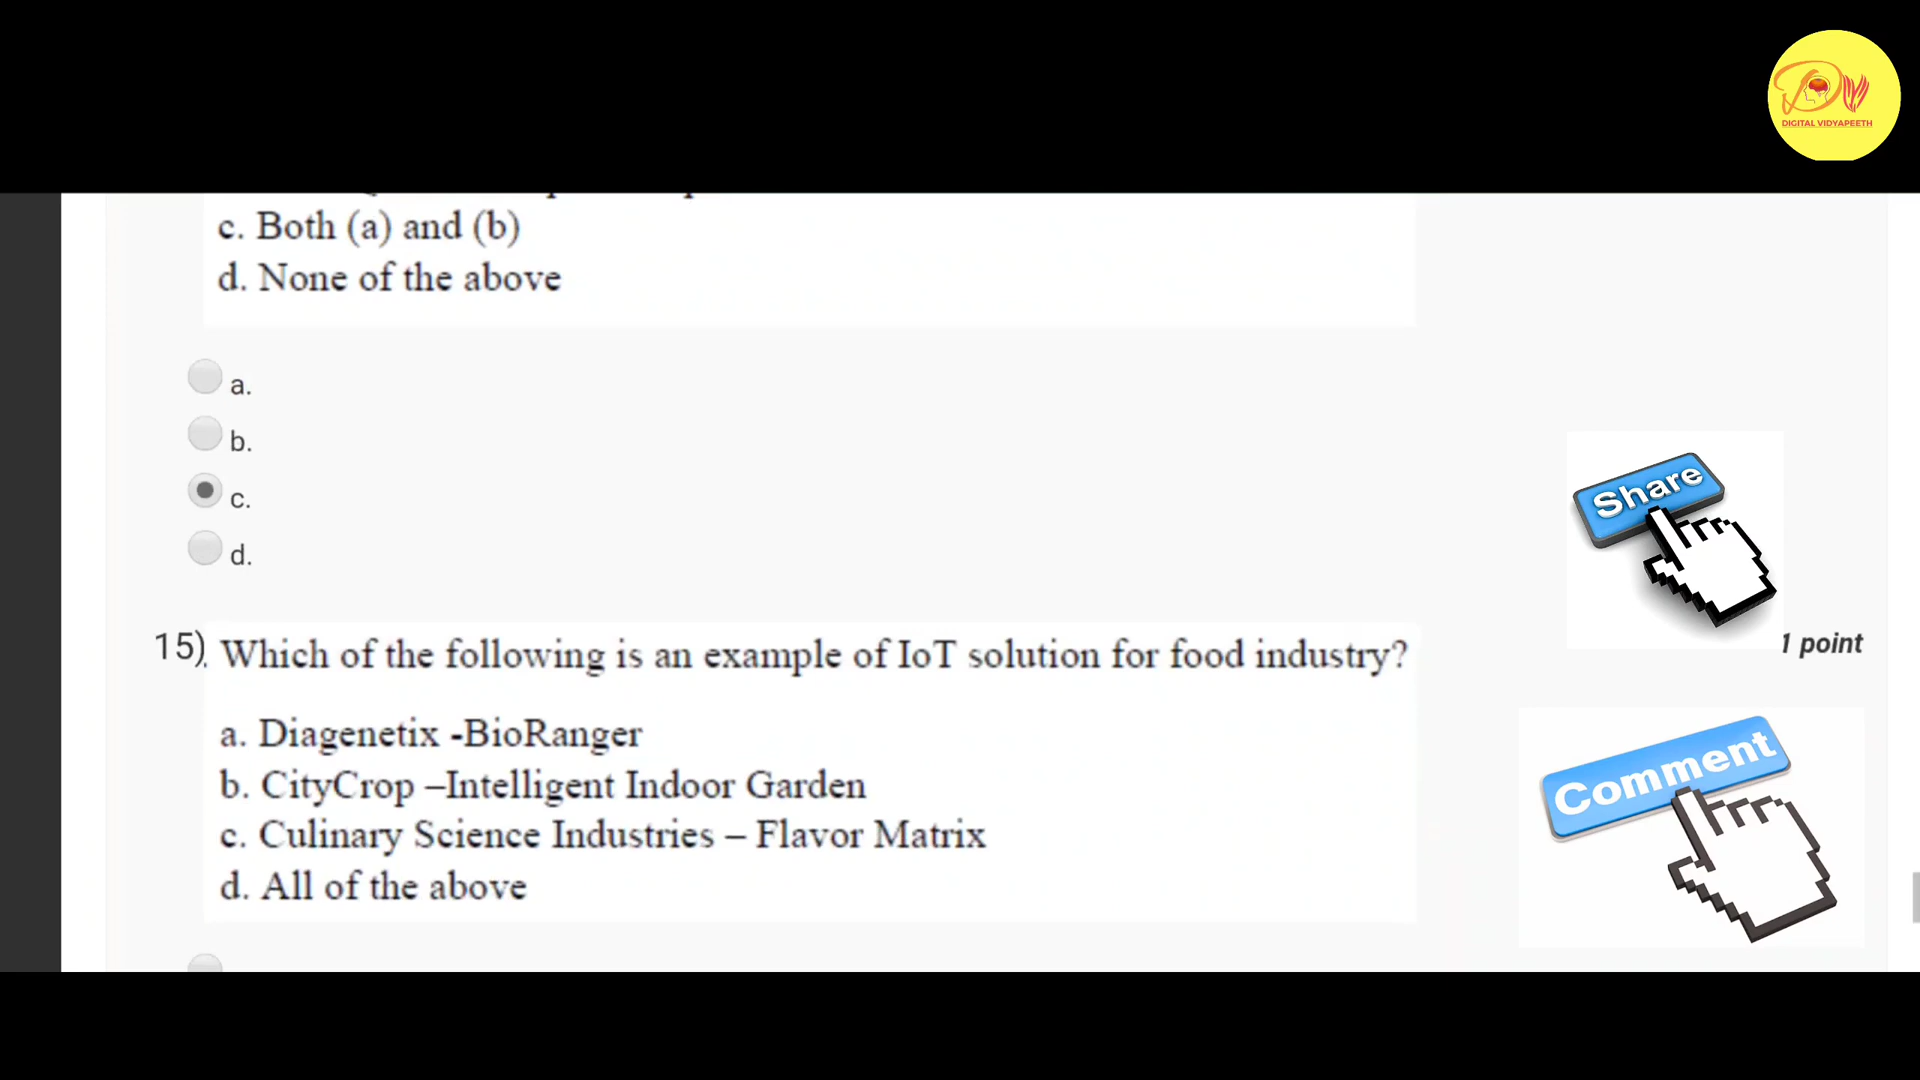 DIGITAL VIDYAPEETH
c. Both (a) and (b)
d. None of the above
a.
b.
c.
d.
Share
15) Which of the following is an example of IoT solution for food industry?
1 point
a. Diagenetix -BioRanger
b. CityCrop –Intelligent Indoor Garden
c. Culinary Science Industries – Flavor Matrix
d. All of the above
Comment